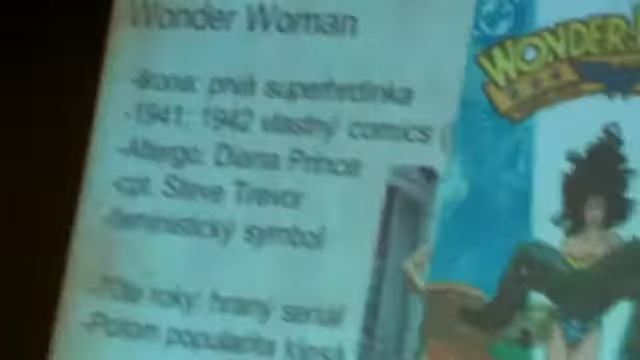 Wonder Woman
-Ikona: prvá superhrdinka
-1941, 1942 vlastný comics
-Alterego: Diana Prince
-cpt. Steve Trevor
-feministický symbol
roky: hraný seriál
-Potom popularita klesá
WONDER